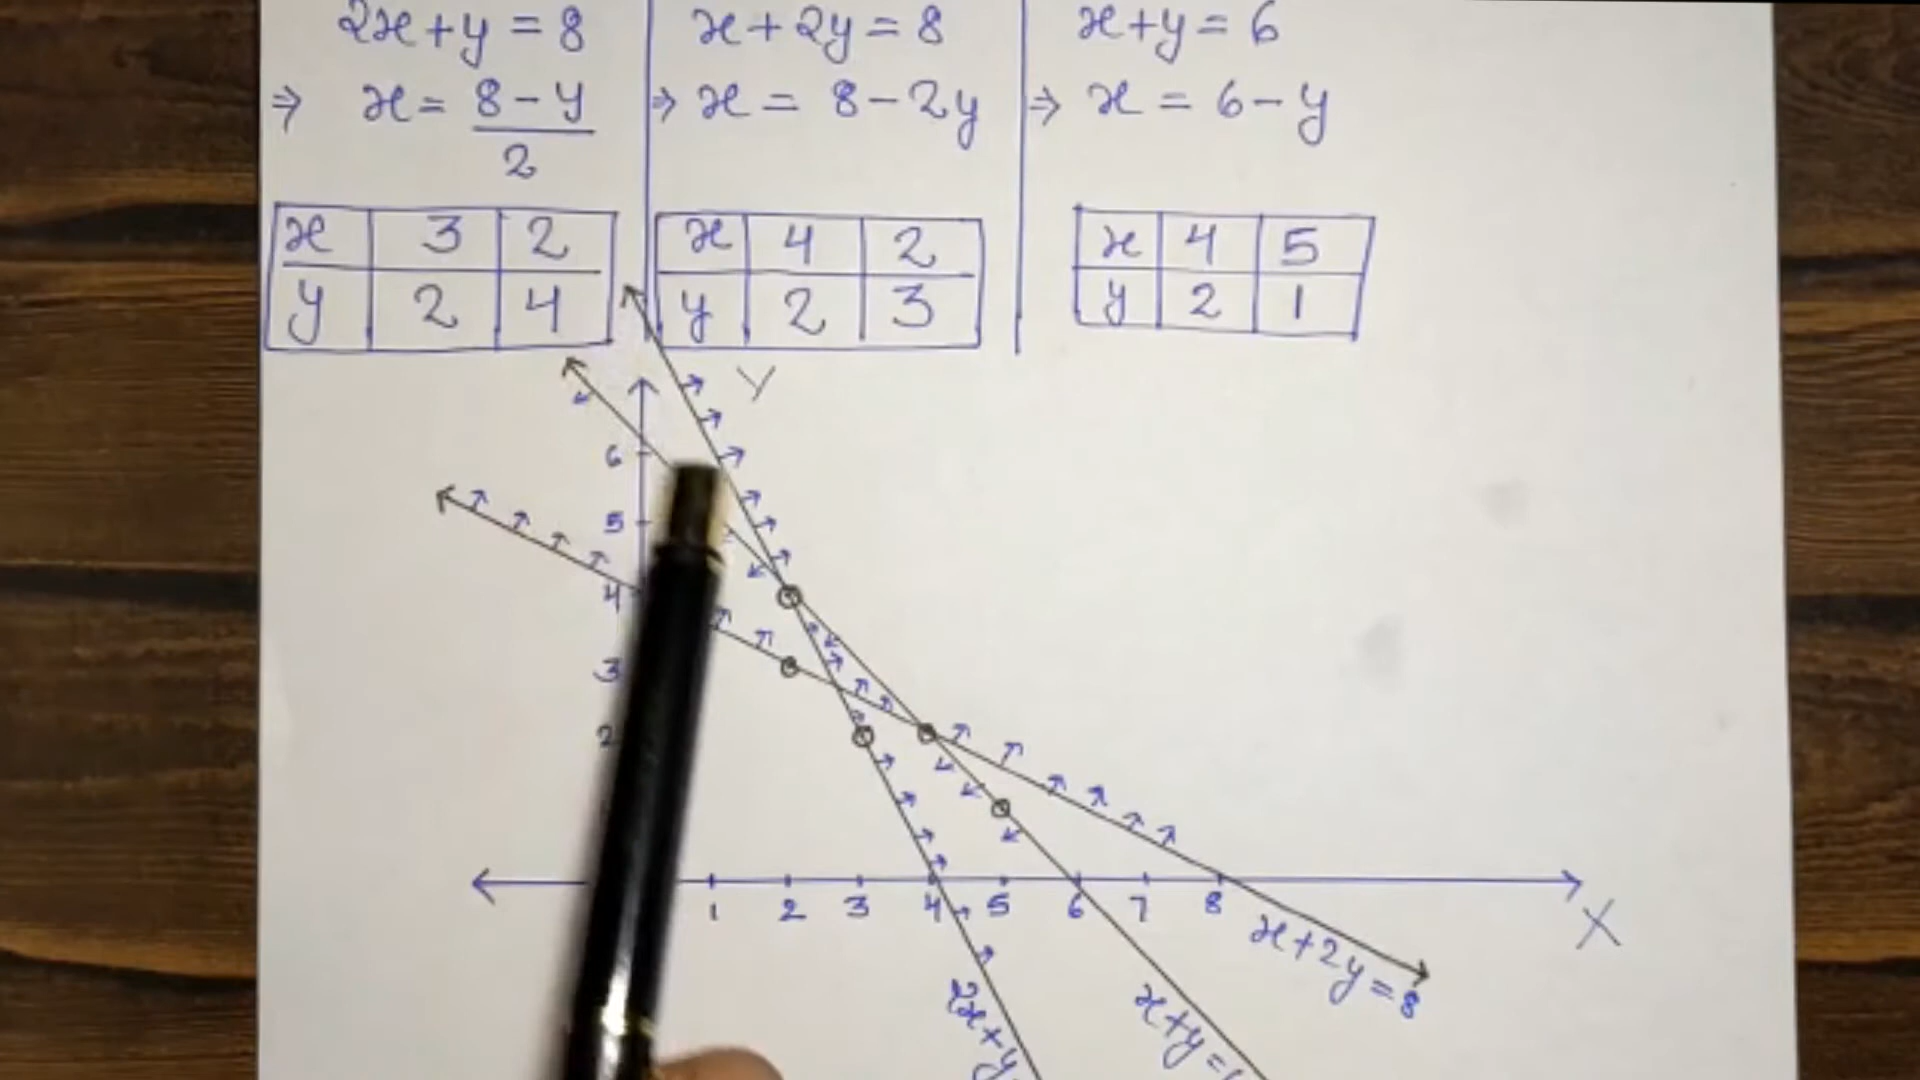 2x+y=8
⇒ x = 8-y/2
x 3 2
y 2 4
x+2y=8
⇒ x = 8-2y
x 4 2
y 2 3
x+y=6
⇒ x = 6-y
x 4 5
y 2 1
Y
6
5
4
3
2
1 2 3 4 5 6 7 8
X
x+2y=8
x+y=
2x+y